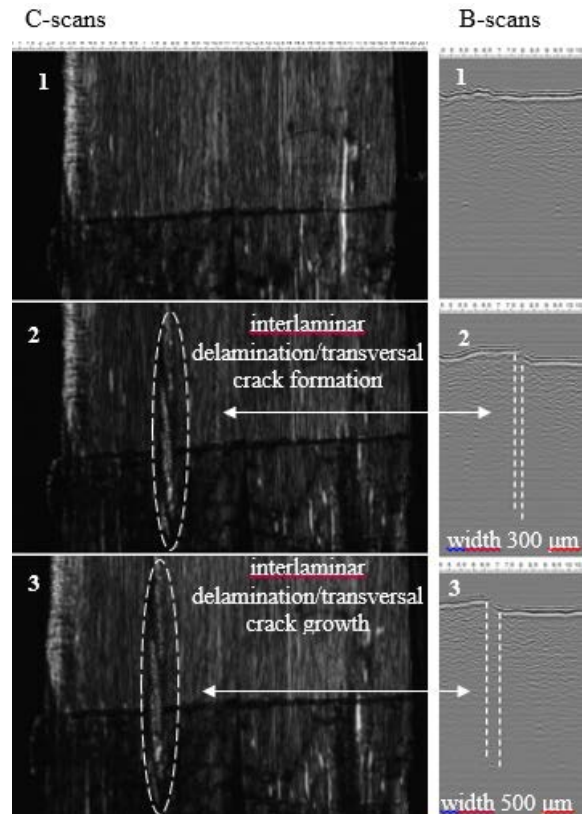 C-scans
B-scans
1
1
2
interlaminar
delamination/transversal
crack formation
2
width 300 µm
3
interlaminar
delamination/transversal
crack growth
3
width 500 µm